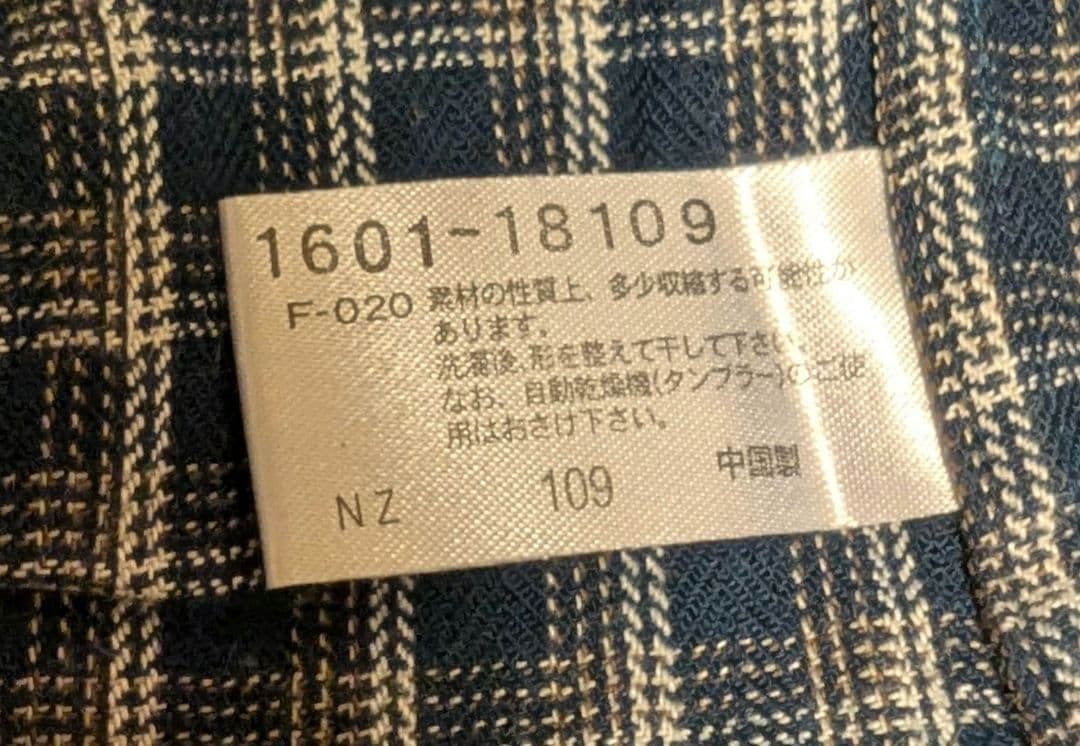 1601-18109
F-020 素材の性質上、多少収縮する可能性が
あります。
洗濯後、形を整えて干して下さい。
なお、自動乾燥機(タンブラー)のご使
用はおさけ下さい。
NZ 109 中国製